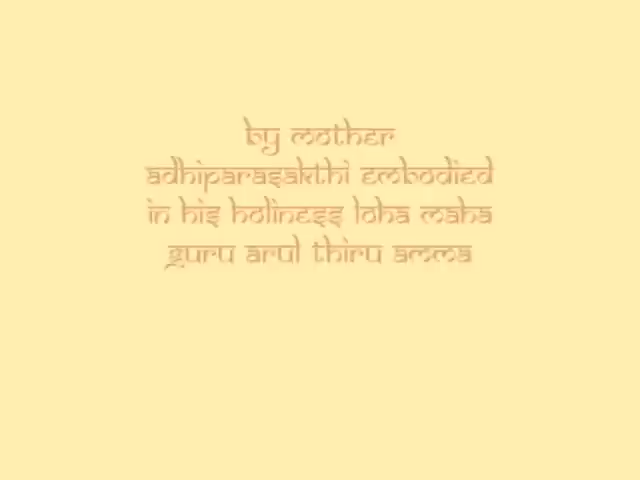 by mother
adhiparasakthi embodied
in his holiness loha maha
guru arul thiru amma